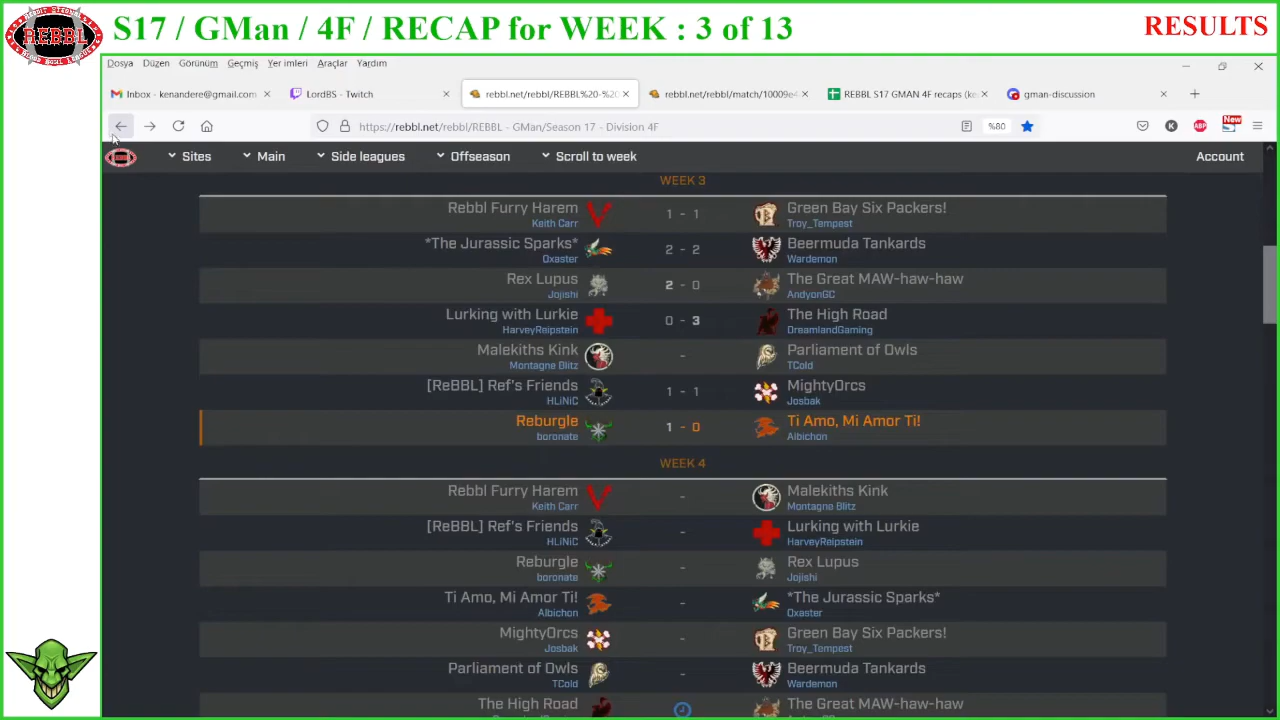 S17 / GMan / 4F / RECAP for WEEK : 3 of 13
RESULTS
REBBL
Dosya Düzen Görünüm Geçmiş Yer imleri Araçlar Yardım
Inbox - kenandere@gmail.com
LordBS - Twitch
rebbl.net/rebbl/REBBL%20-%20
rebbl.net/rebbl/match/10009e
REBBL S17 GMAN 4F recaps (ke
gman-discussion
https://rebbl.net/rebbl/REBBL - GMan/Season 17 - Division 4F
%80
New
Sites Main Side leagues Offseason Scroll to week Account
WEEK 3
Rebbl Furry Harem 1 - 1 Green Bay Six Packers!
Keith Carr Troy_Tempest
*The Jurassic Sparks* 2 - 2 Beermuda Tankards
Oxaster Wardemon
Rex Lupus 2 - 0 The Great MAW-haw-haw
Jojishi AndyonGC
Lurking with Lurkie 0 - 3 The High Road
HarveyReipstein DreamlandGaming
Malekiths Kink - Parliament of Owls
Montagne Blitz TCold
[ReBBL] Ref's Friends 1 - 1 MightyOrcs
HLiNiC Josbak
Reburgle 1 - 0 Ti Amo, Mi Amor Ti!
boronate Albichon
WEEK 4
Rebbl Furry Harem - Malekiths Kink
Keith Carr Montagne Blitz
[ReBBL] Ref's Friends - Lurking with Lurkie
HLiNiC HarveyReipstein
Reburgle - Rex Lupus
boronate Jojishi
Ti Amo, Mi Amor Ti! - *The Jurassic Sparks*
Albichon Oxaster
MightyOrcs - Green Bay Six Packers!
Josbak Troy_Tempest
Parliament of Owls - Beermuda Tankards
TCold Wardemon
The High Road The Great MAW-haw-haw